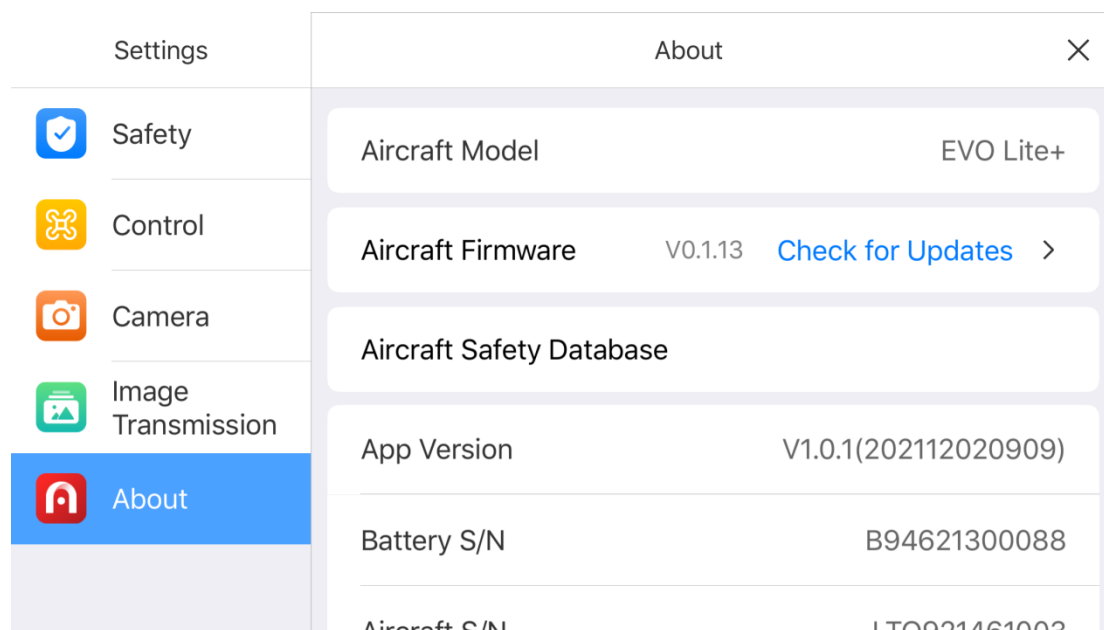 Settings
Safety
Control
Camera
Image
Transmission
About
About
Aircraft Model EVO Lite+
Aircraft Firmware V0.1.13 Check for Updates
Aircraft Safety Database
App Version V1.0.1(202112020909)
Battery S/N B94621300088
Aircraft S/N